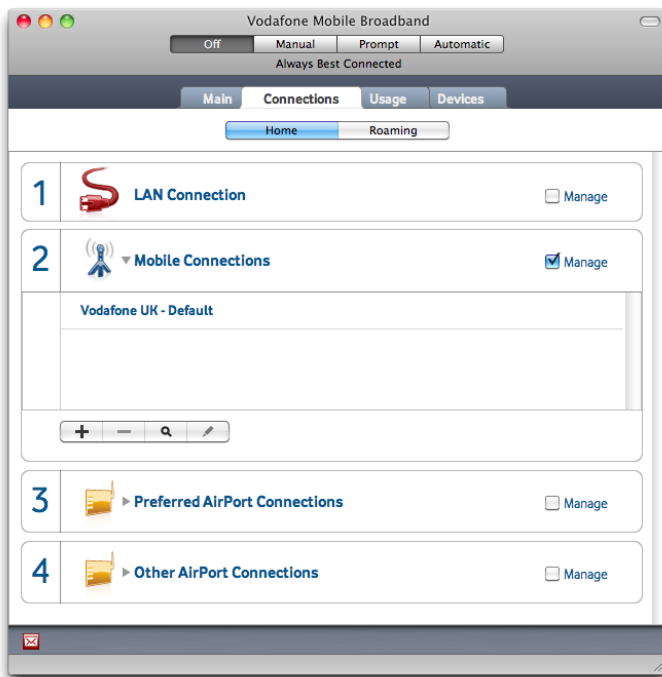 Vodafone Mobile Broadband
Off Manual Prompt Automatic
Always Best Connected
Main Connections Usage Devices
Home Roaming
1 LAN Connection Manage
2 Mobile Connections Manage
Vodafone UK - Default
3 Preferred AirPort Connections Manage
4 Other AirPort Connections Manage